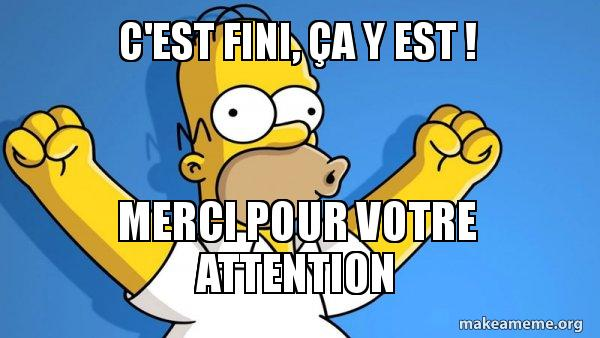 C'EST FINI, ÇA Y EST !
MERCI POUR VOTRE
ATTENTION
makeameme.org